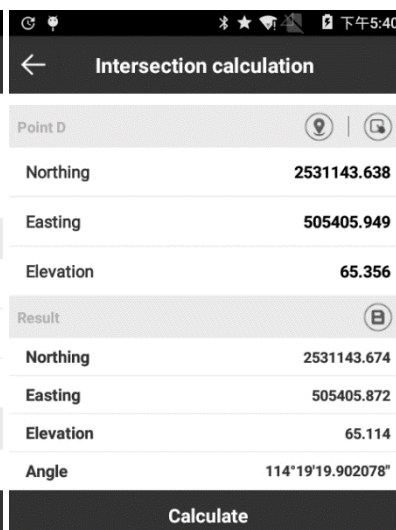 下午5:40
Intersection calculation
Point D
Northing 2531143.638
Easting 505405.949
Elevation 65.356
Result
Northing 2531143.674
Easting 505405.872
Elevation 65.114
Angle 114°19'19.902078"
Calculate